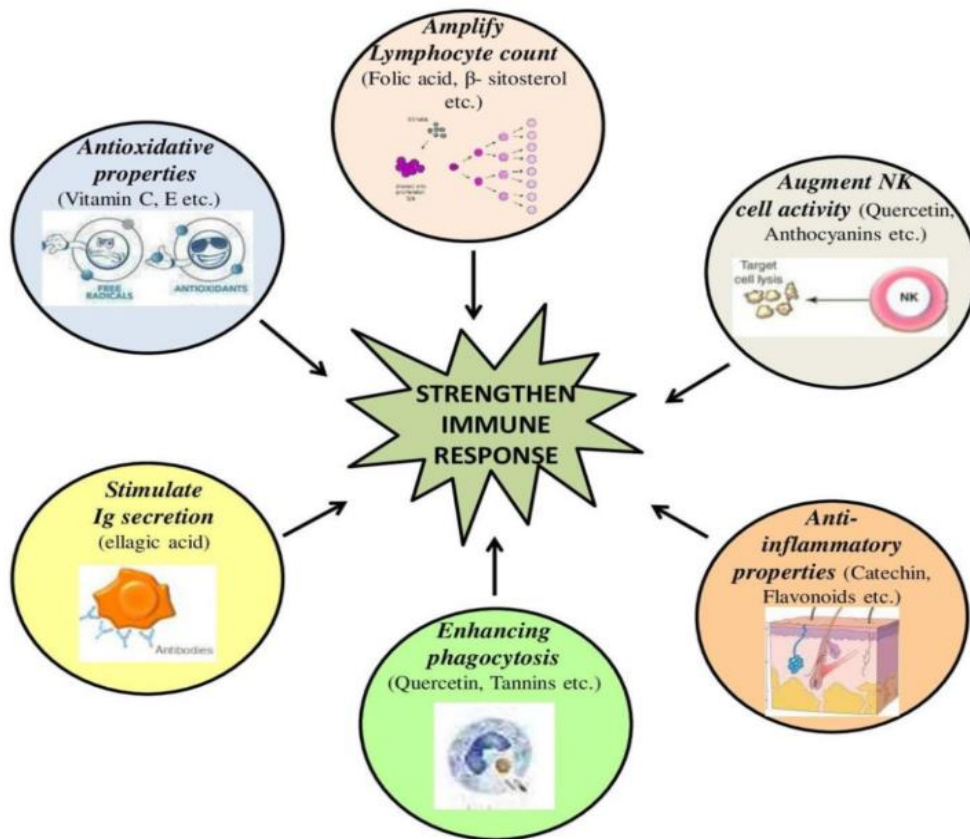 Amplify
Lymphocyte count
(Folic acid, β- sitosterol
etc.)
Antioxidative
properties
(Vitamin C, E etc.)
FREE
RADICALS
ANTIOXIDANTS
Augment NK
cell activity (Quercetin,
Anthocyanins etc.)
Target
cell lysis
NK
STRENGTHEN
IMMUNE
RESPONSE
Stimulate
Ig secretion
(ellagic acid)
Antibodies
Enhancing
phagocytosis
(Quercetin, Tannins etc.)
Anti-
inflammatory
properties (Catechin,
Flavonoids etc.)